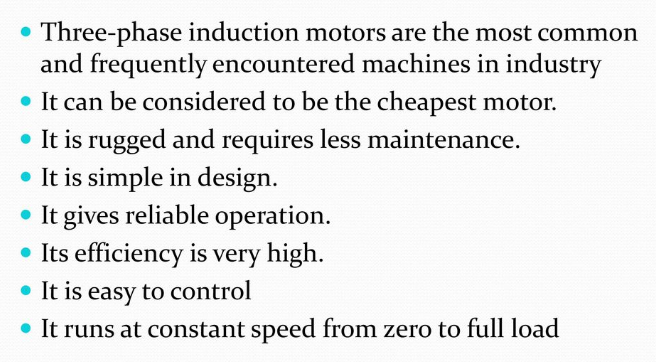 • Three-phase induction motors are the most common
and frequently encountered machines in industry
• It can be considered to be the cheapest motor.
• It is rugged and requires less maintenance.
• It is simple in design.
• It gives reliable operation.
• Its efficiency is very high.
• It is easy to control
• It runs at constant speed from zero to full load